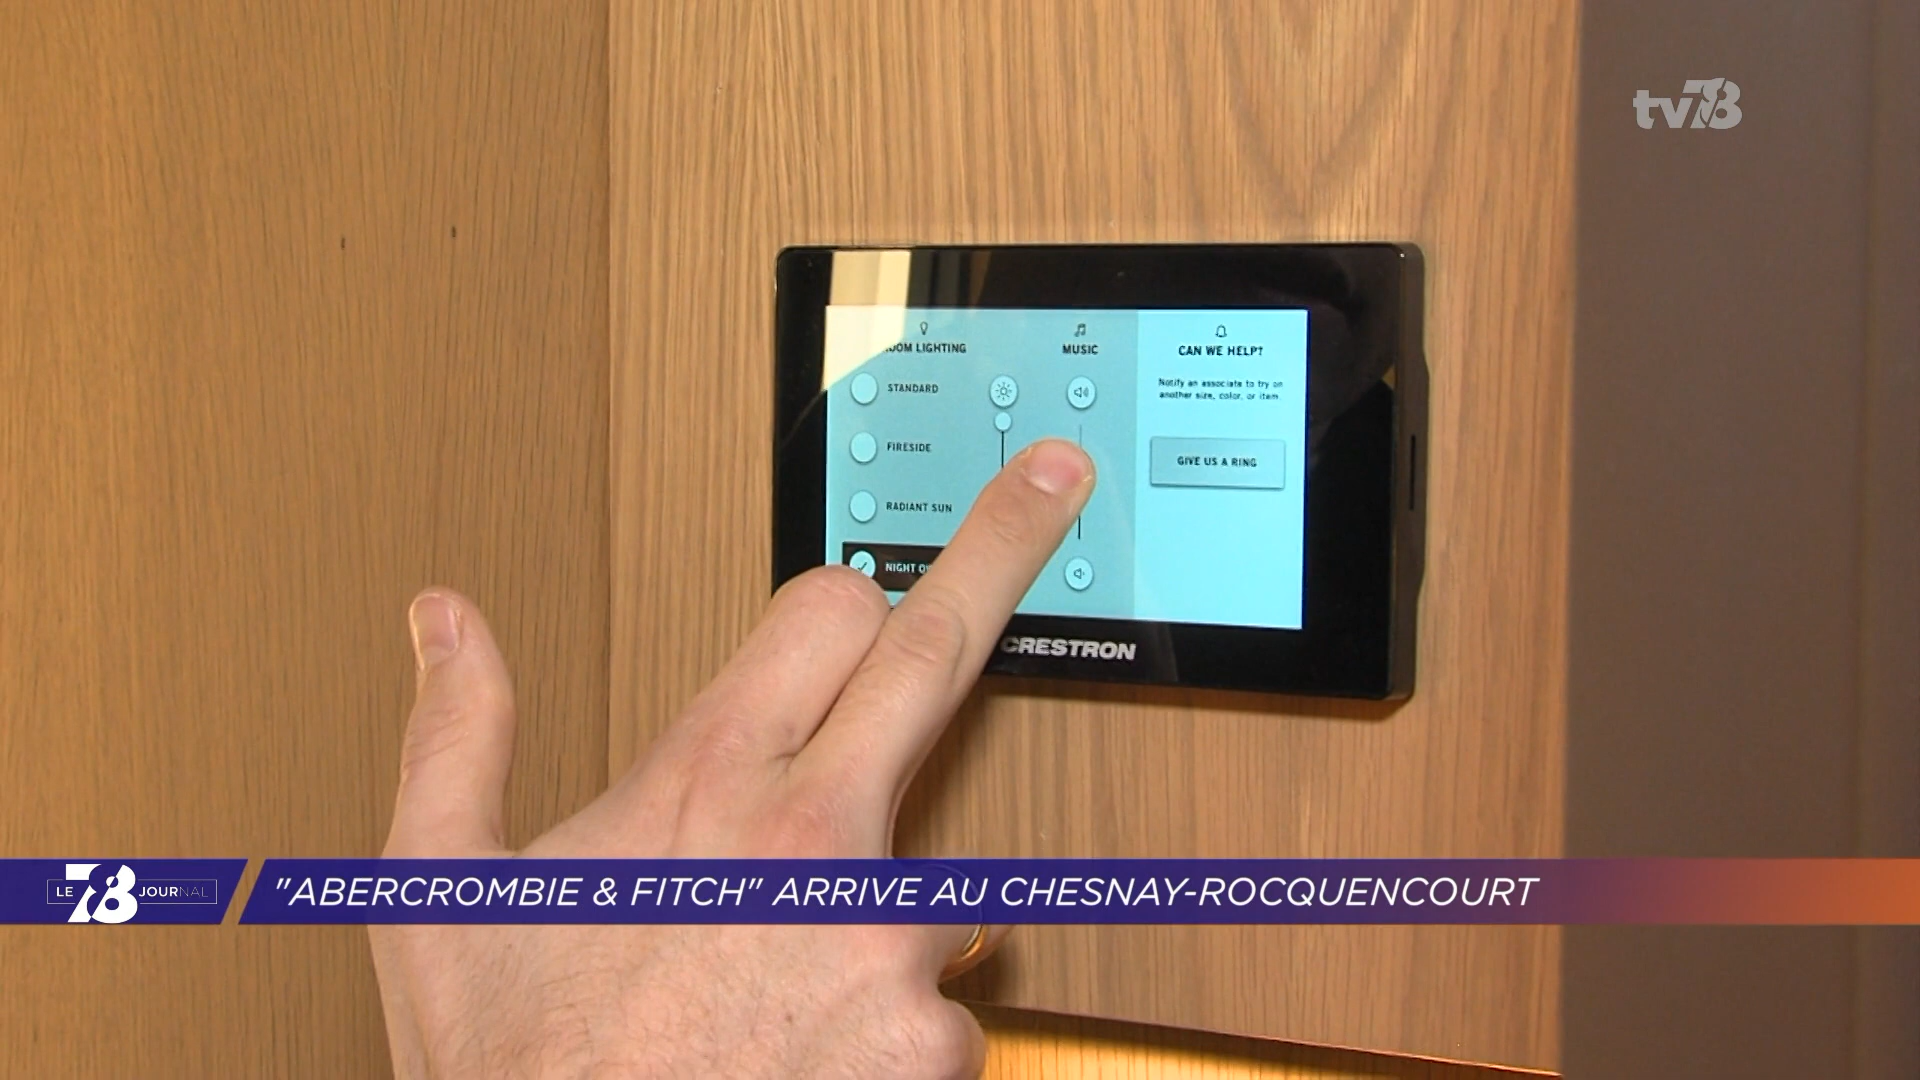 tv78
LIGHTING
MUSIC
CAN WE HELP?
STANDARD
Notify an associate to try on
another size, color, or item.
FIRESIDE
GIVE US A RING
RADIANT SUN
NIGHT
CRESTRON
LE 78 JOURNAL
"ABERCROMBIE & FITCH" ARRIVE AU CHESNAY-ROCQUENCOURT